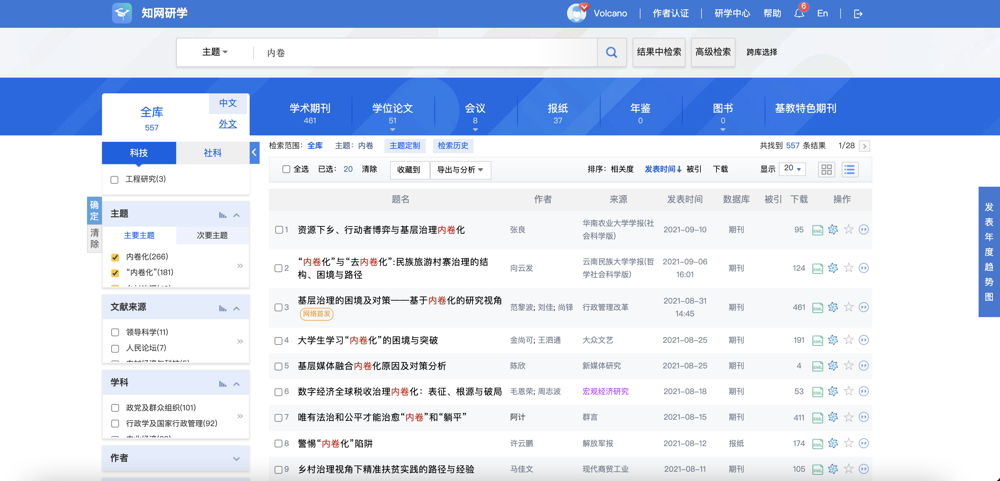 知网研学
Volcano
作者认证
研学中心
帮助
6
En
主题
内卷
结果中检索
高级检索
跨库选择
全库
557
中文
外文
学术期刊
461
学位论文
51
会议
8
报纸
37
年鉴
0
图书
0
基教特色期刊
科技
社科
工程研究(3)
确定
清除
主题
主要主题
次要主题
内卷化(266)
“内卷化”(181)
文献来源
领导科学(11)
人民论坛(7)
学科
政党及群众组织(101)
行政学及国家行政管理(92)
作者
检索范围：全库 主题：内卷 主题定制 检索历史
共找到 557 条结果 1/28
全选 已选：20 清除 收藏到 导出与分析
排序：相关度 发表时间 被引 下载 显示 20
题名 作者 来源 发表时间 数据库 被引 下载 操作
1 资源下乡、行动者博弈与基层治理内卷化 张良 华南农业大学学报(社 2021-09-10 期刊 95 XML
会科学版)
2 “内卷化”与“去内卷化”:民族旅游村寨治理的结 向云发 云南民族大学学报(哲 2021-09-06 期刊 124 XML
构、困境与路径 学社会科学版) 16:01
3 基层治理的困境及对策——基于内卷化的研究视角 范黎波; 刘佳; 尚铎 行政管理改革 2021-08-31 期刊 461 XML
网络首发 14:45
4 大学生学习“内卷化”的困境与突破 金尚可; 王泗通 大众文艺 2021-08-25 期刊 191 XML
5 基层媒体融合内卷化原因及对策分析 陈欣 新媒体研究 2021-08-25 期刊 4 XML
6 数字经济全球税收治理内卷化：表征、根源与破局 毛恩荣; 周志波 宏观经济研究 2021-08-18 期刊 53 XML
7 唯有法治和公平才能治愈“内卷”和“躺平” 阿计 群言 2021-08-15 期刊 411 XML
8 警惕“内卷化”陷阱 许云鹏 解放军报 2021-08-12 报纸 174 XML
9 乡村治理视角下精准扶贫实践的路径与经验 马佳文 现代商贸工业 2021-08-11 期刊 105 XML
发表年度趋势图